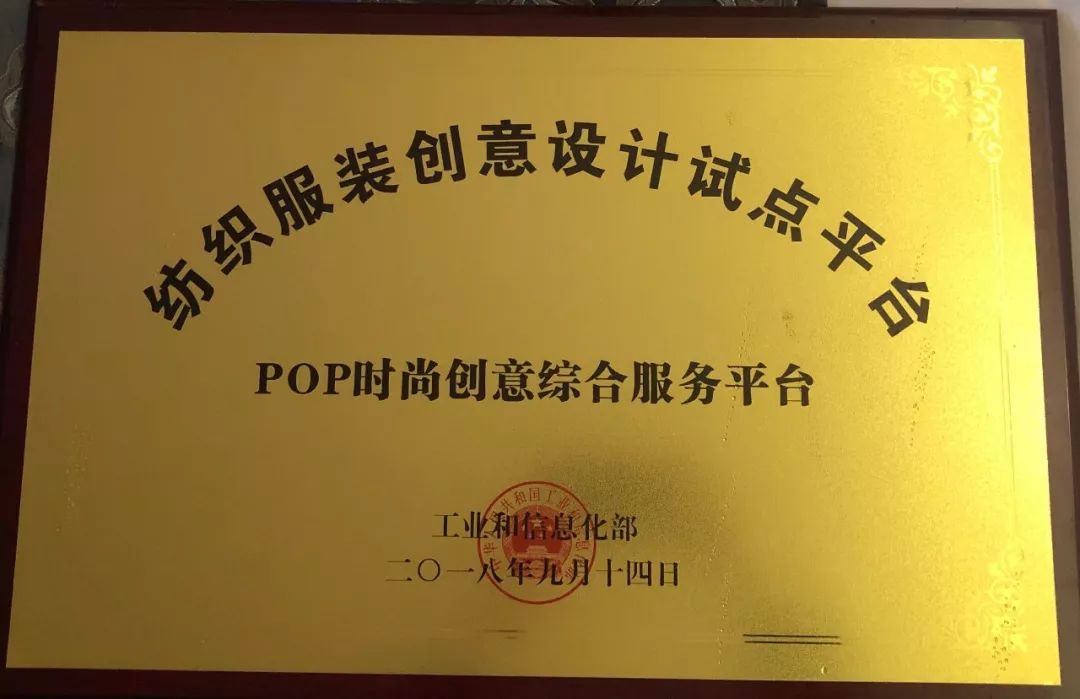 纺织服装创意设计试点平台
POP时尚创意综合服务平台
工业和信息化部
二〇一八年九月十四日